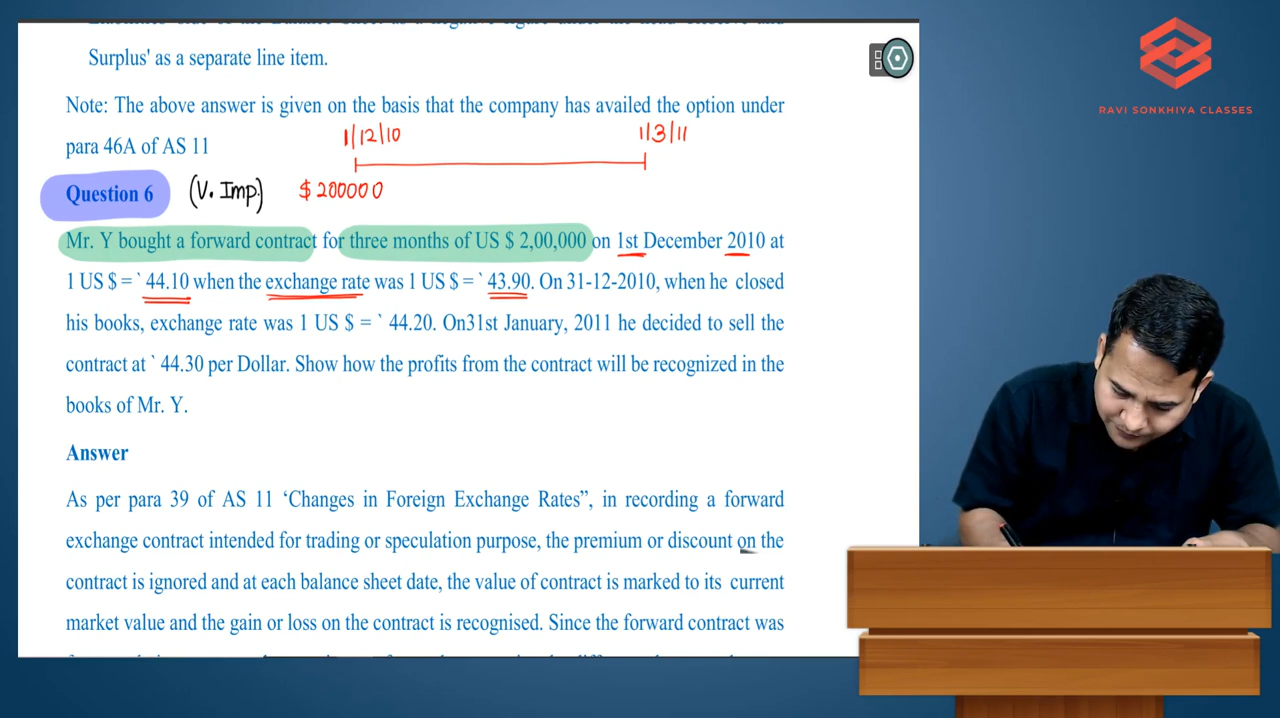 Surplus' as a separate line item.
Note: The above answer is given on the basis that the company has availed the option under
para 46A of AS 11
1/12/10
1/3/11
Question 6
(V. Imp.)
$ 200000
Mr. Y bought a forward contract for three months of US $ 2,00,000 on 1st December 2010 at
1 US $ = ` 44.10 when the exchange rate was 1 US $ = ` 43.90. On 31-12-2010, when he closed
his books, exchange rate was 1 US $ = ` 44.20. On31st January, 2011 he decided to sell the
contract at ` 44.30 per Dollar. Show how the profits from the contract will be recognized in the
books of Mr. Y.
Answer
As per para 39 of AS 11 ‘Changes in Foreign Exchange Rates”, in recording a forward
exchange contract intended for trading or speculation purpose, the premium or discount on the
contract is ignored and at each balance sheet date, the value of contract is marked to its current
market value and the gain or loss on the contract is recognised. Since the forward contract was
RAVI SONKHIYA CLASSES